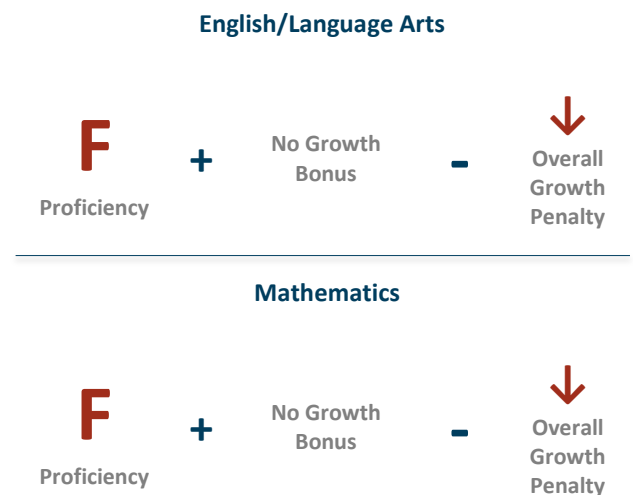 English/Language Arts
F + No Growth Bonus - ↓
Proficiency
Overall
Growth
Penalty
Mathematics
F + No Growth Bonus - ↓
Proficiency
Overall
Growth
Penalty